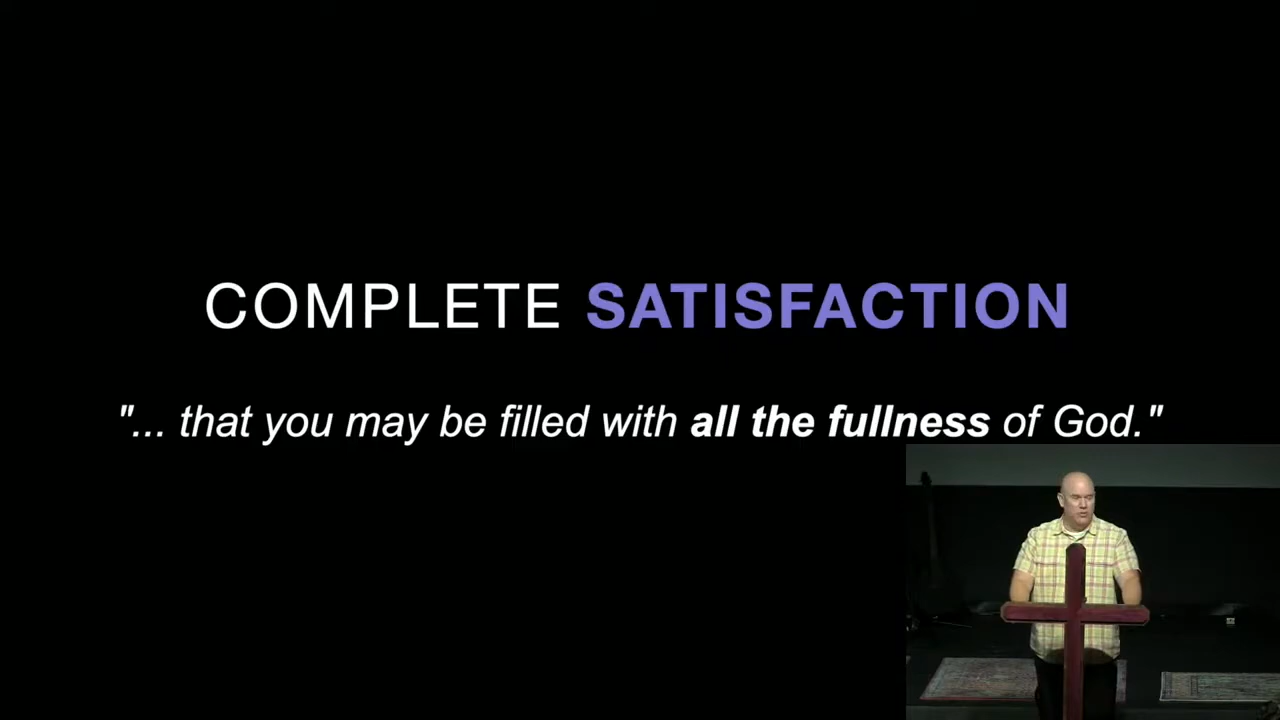 COMPLETE SATISFACTION
"... that you may be filled with all the fullness of God."